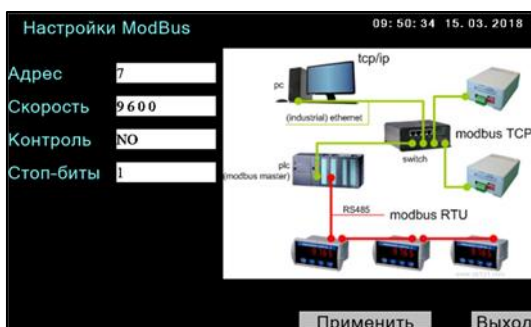 Настройки ModBus
09:50:34 15.03.2018
Адрес 7
Скорость 9600
Контроль NO
Стоп-биты 1
tcp/ip
pc
(industrial) ethernet
modbus TCP
switch
plc
(modbus master)
RS485
modbus RTU
Применить
Выход